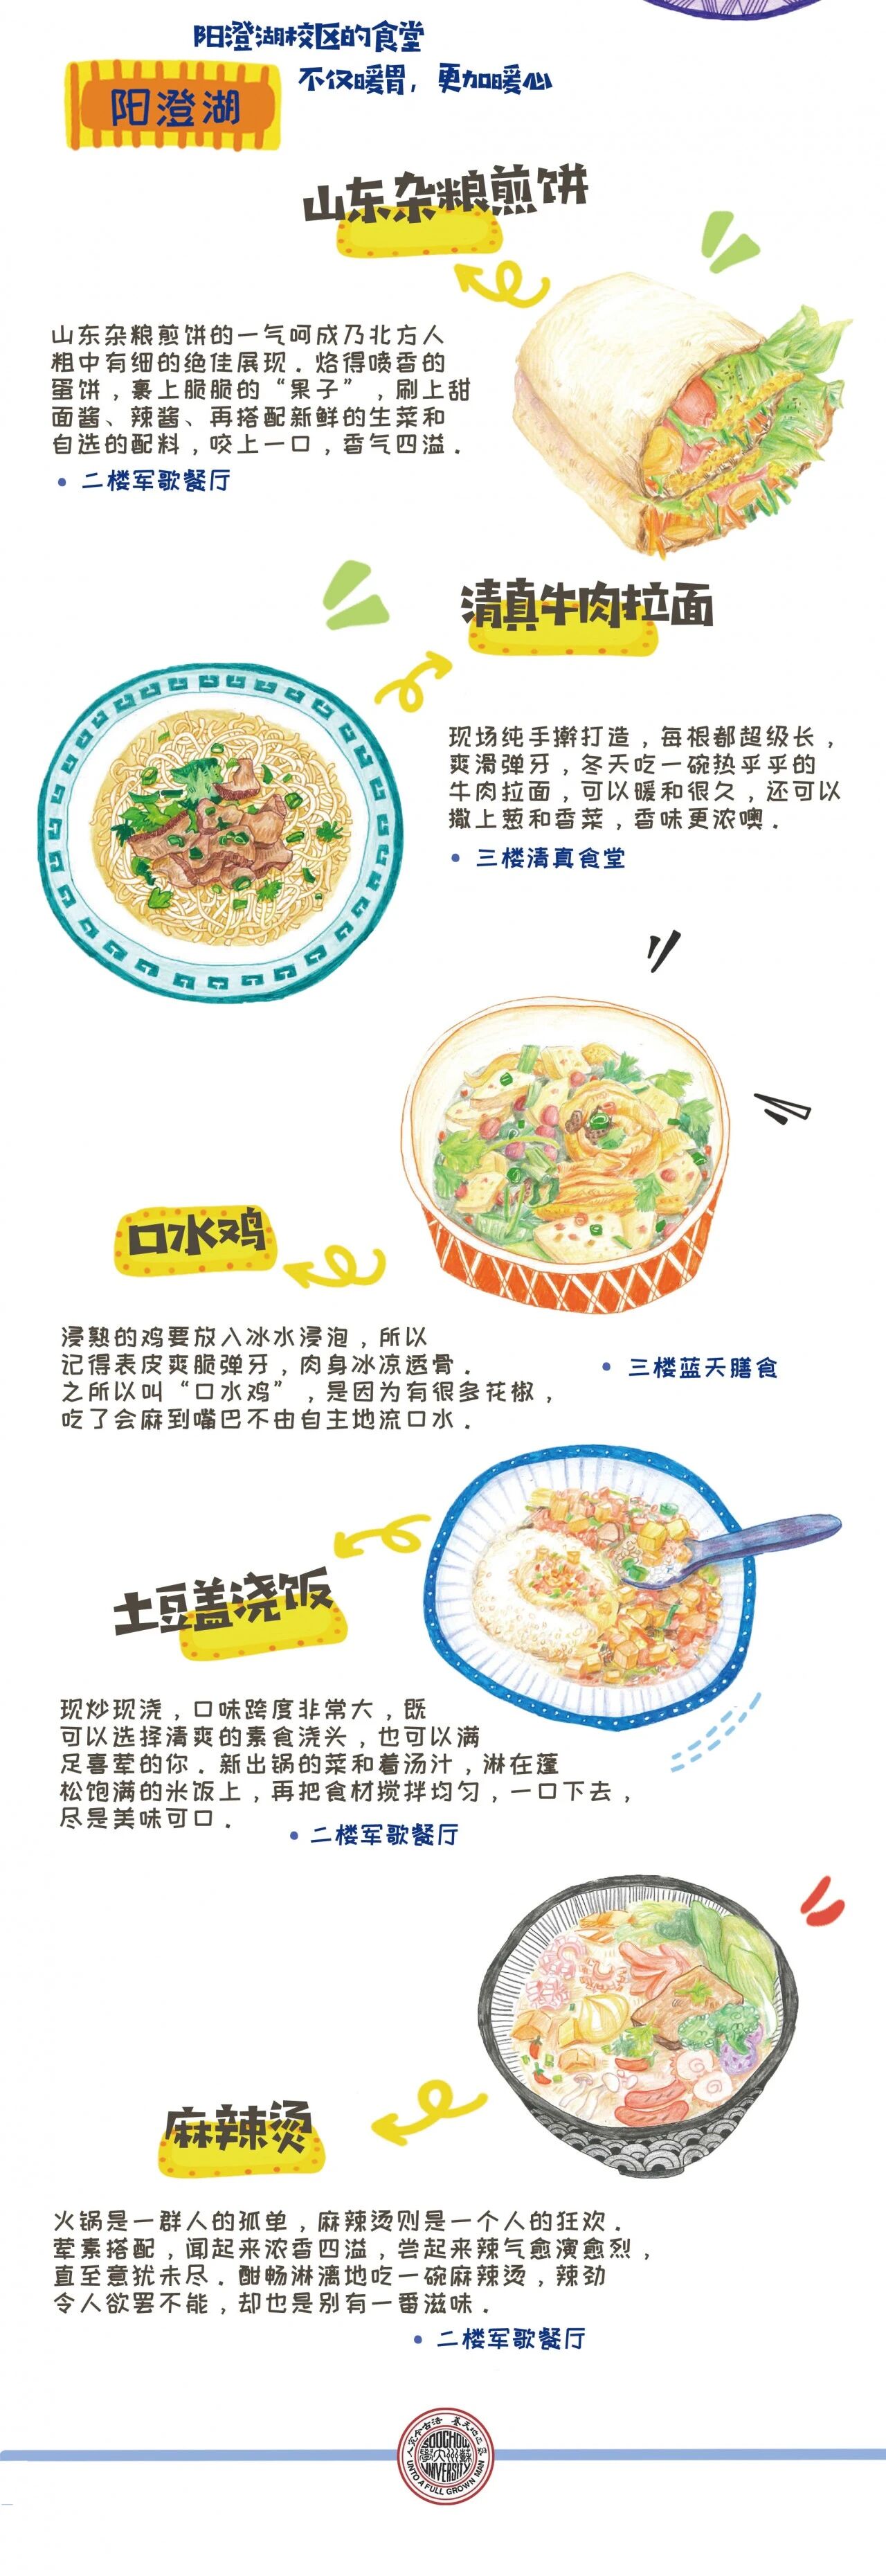 阳澄湖校区的食堂
不仅暖胃，更加暖心
阳澄湖
山东杂粮煎饼
山东杂粮煎饼的一气呵成乃北方人
粗中有细的绝佳展现．烙得喷香的
蛋饼，裹上脆脆的“果子”，刷上甜
面酱、辣酱、再搭配新鲜的生菜和
自选的配料，咬上一口，香气四溢．
• 二楼军歌餐厅
清真牛肉拉面
现场纯手擀打造，每根都超级长，
爽滑弹牙，冬天吃一碗热乎乎的
牛肉拉面，可以暖和很久，还可以
撒上葱和香菜，香味更浓噢．
• 三楼清真食堂
口水鸡
浸熟的鸡要放入冰水浸泡，所以
记得表皮爽脆弹牙，肉身冰凉透骨．
之所以叫“口水鸡”，是因为有很多花椒，
吃了会麻到嘴巴不由自主地流口水．
• 三楼蓝天膳食
土豆盖浇饭
现炒现浇，口味跨度非常大，既
可以选择清爽的素食浇头，也可以满
足喜荤的你．新出锅的菜和着汤汁，淋在蓬
松饱满的米饭上，再把食材搅拌均匀，一口下去，
尽是美味可口．
• 二楼军歌餐厅
麻辣烫
火锅是一群人的孤单，麻辣烫则是一个人的狂欢．
荤素搭配，闻起来浓香四溢，尝起来辣气愈演愈烈，
直至意犹未尽．酣畅淋漓地吃一碗麻辣烫，辣劲
令人欲罢不能，却也是别有一番滋味．
• 二楼军歌餐厅
SOOCHOW
UNIVERSITY
UNTO A FULL GROWN MAN